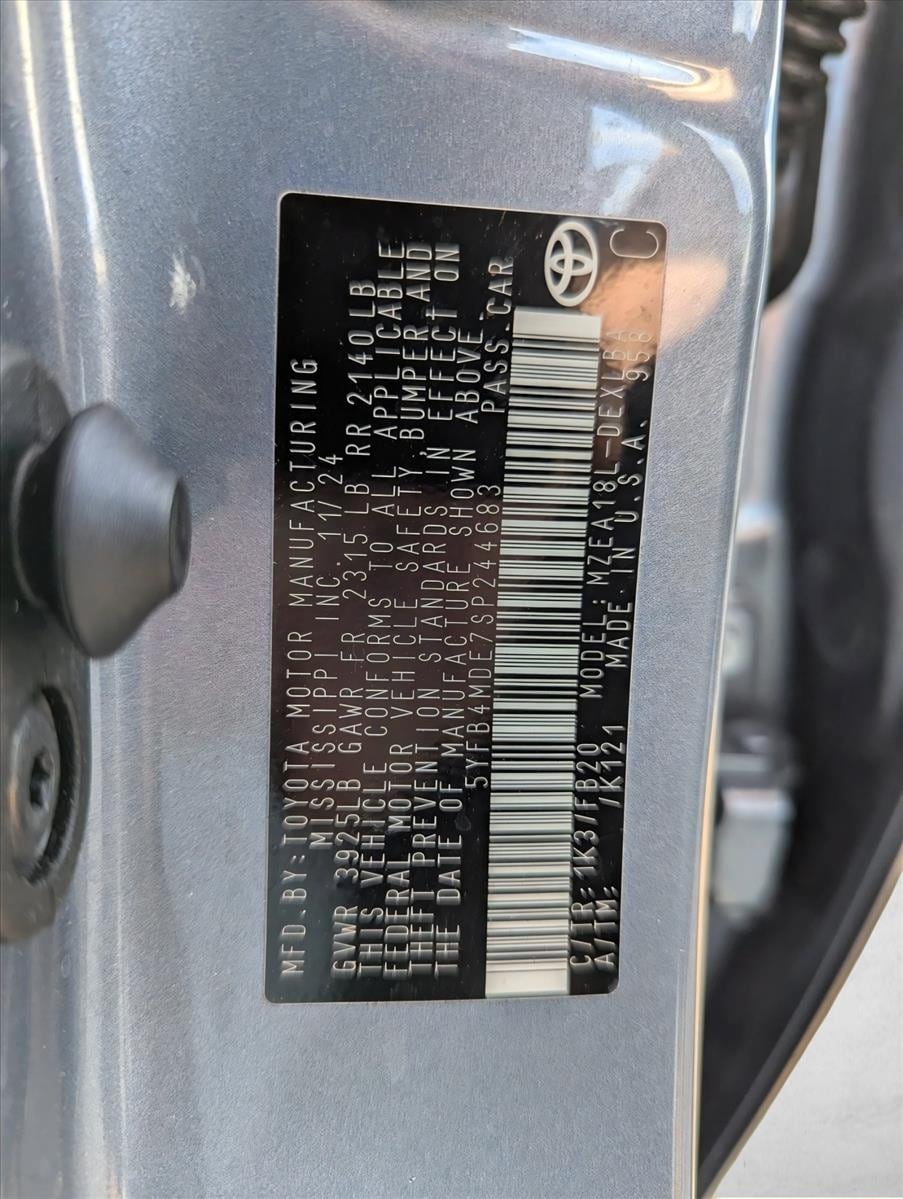 MFD.BY:TOYOTA MOTOR MANUFACTURING
MISSISSIPPI INC. 11/24
GVWR 3925LB GAWR FR 2315 LB RR 2140LB
THIS VEHICLE CONFORMS TO ALL APPLICABLE
FEDERAL MOTOR VEHICLE SAFETY,BUMPER AND
THEFT PREVENTION STANDARDS IN EFFECT ON
THE DATE OF MANUFACTURE SHOWN ABOVE.
5YFB4MDE7SP244683 PASS.CAR
C/TR:1K3/FB20 MODEL:MZEA18L-DEXLBA
A/TM: /K121 MADE IN U.S.A. 958 C